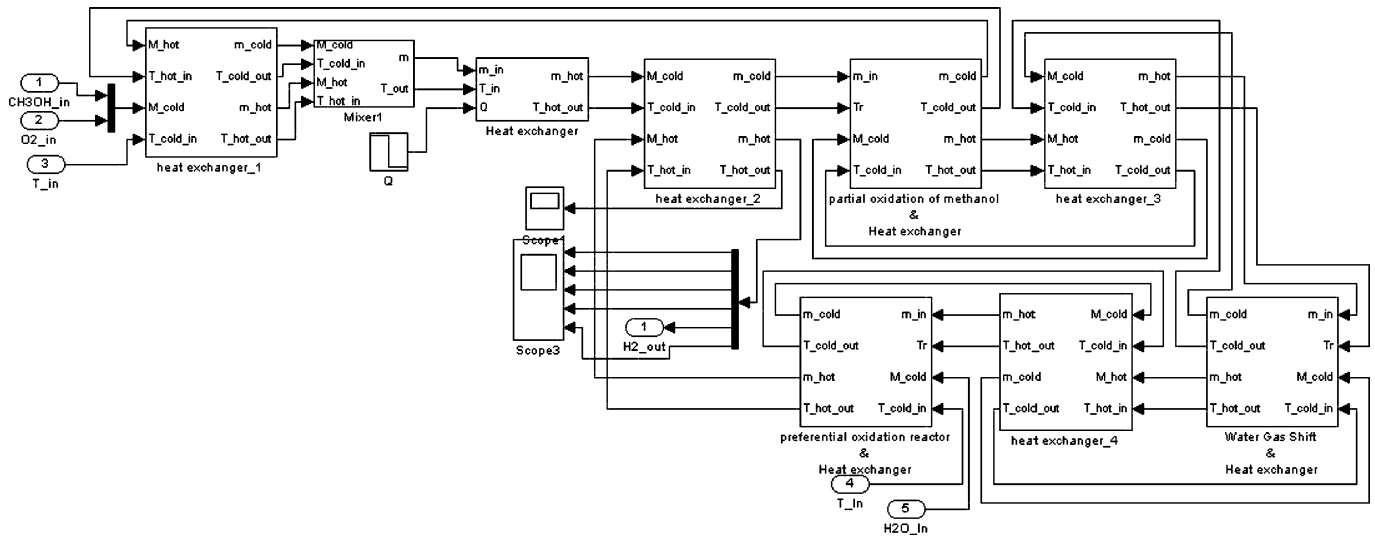 M_hot
m_cold
T_hot_in
T_cold_out
M_cold
m_hot
T_cold_in
T_hot_out
heat exchanger_1
1
CH3OH_in
2
O2_in
3
T_in
M_cold
T_cold_in
M_hot
T_hot_in
m
T_out
Mixer1
Q
m_in
T_in
Q
m_hot
T_hot_out
Heat exchanger
M_cold
m_cold
T_cold_in
T_cold_out
M_hot
m_hot
T_hot_in
T_hot_out
heat exchanger_2
m_in
m_cold
Tr
T_cold_out
M_cold
m_hot
T_cold_in
T_hot_out
partial oxidation of methanol
&
Heat exchanger
M_cold
m_hot
T_cold_in
T_hot_out
M_hot
m_cold
T_hot_in
T_cold_out
heat exchanger_3
Scope3
1
H2_out
m_cold
m_in
T_cold_out
Tr
m_hot
M_cold
T_hot_out
T_cold_in
preferential oxidation reactor
&
Heat exchanger
4
T_In
5
H2O_In
m_hot
M_cold
T_hot_out
T_cold_in
m_cold
M_hot
T_cold_out
T_hot_in
heat exchanger_4
m_cold
m_in
T_cold_out
Tr
m_hot
M_cold
T_hot_out
T_cold_in
Water Gas Shift
&
Heat exchanger